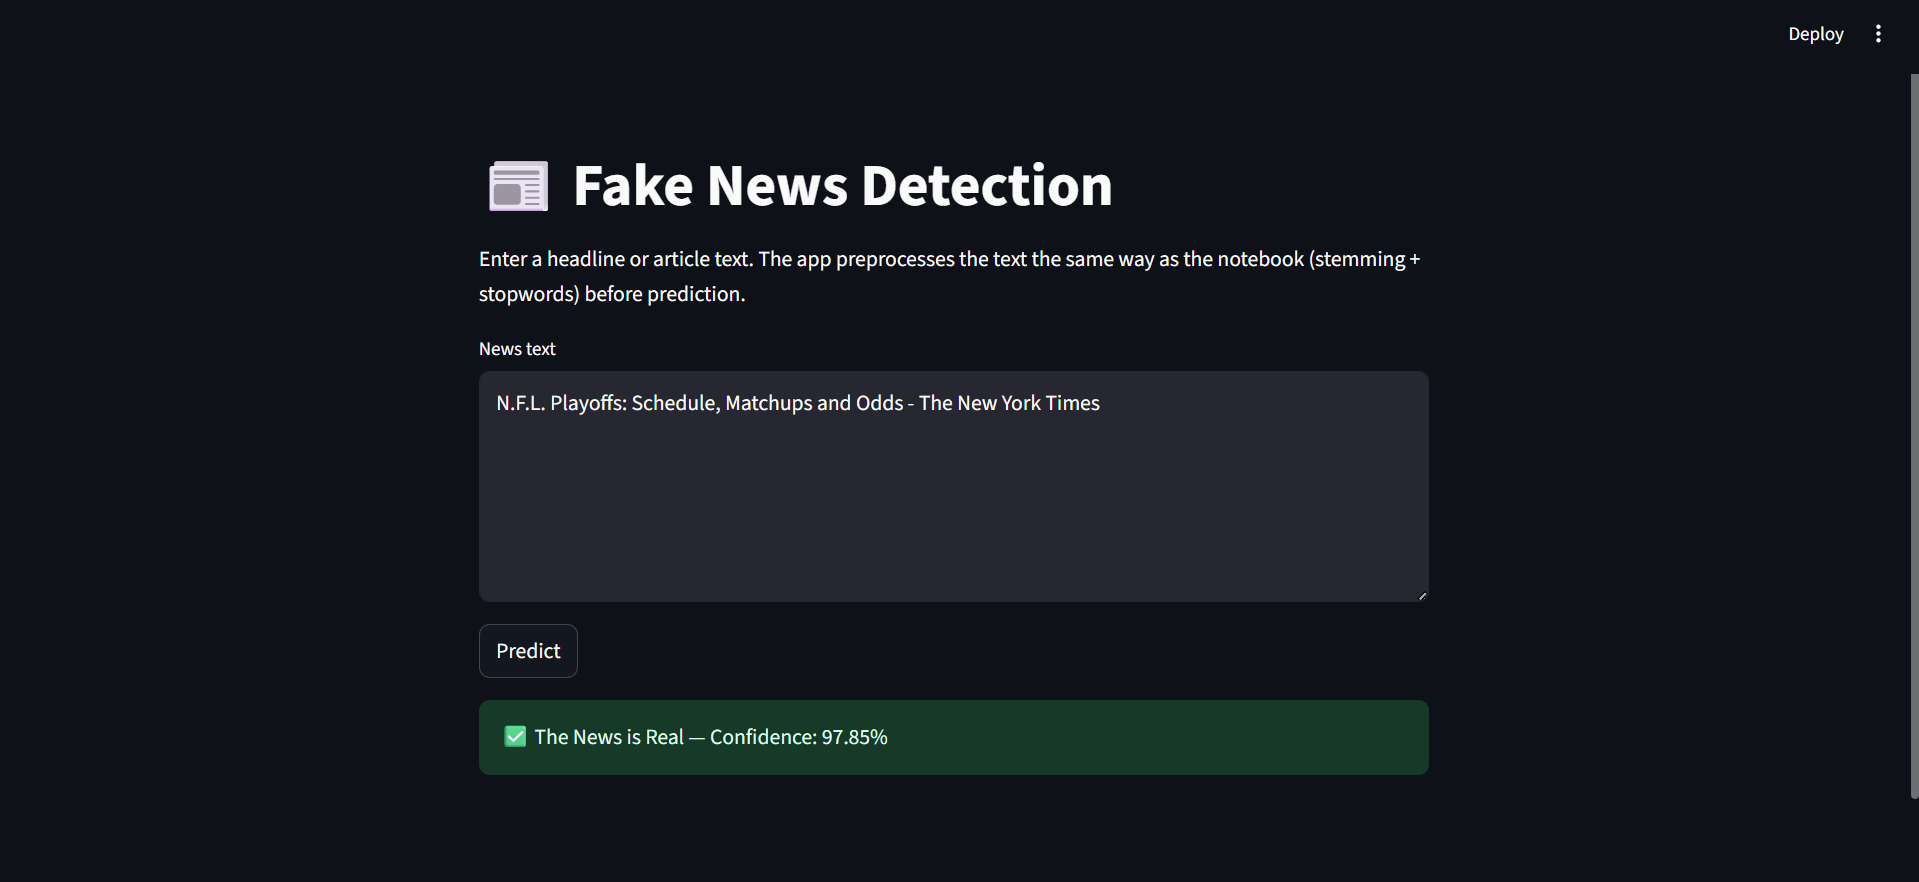 Deploy
Fake News Detection
Enter a headline or article text. The app preprocesses the text the same way as the notebook (stemming +
stopwords) before prediction.
News text
N.F.L. Playoffs: Schedule, Matchups and Odds - The New York Times
Predict
The News is Real — Confidence: 97.85%